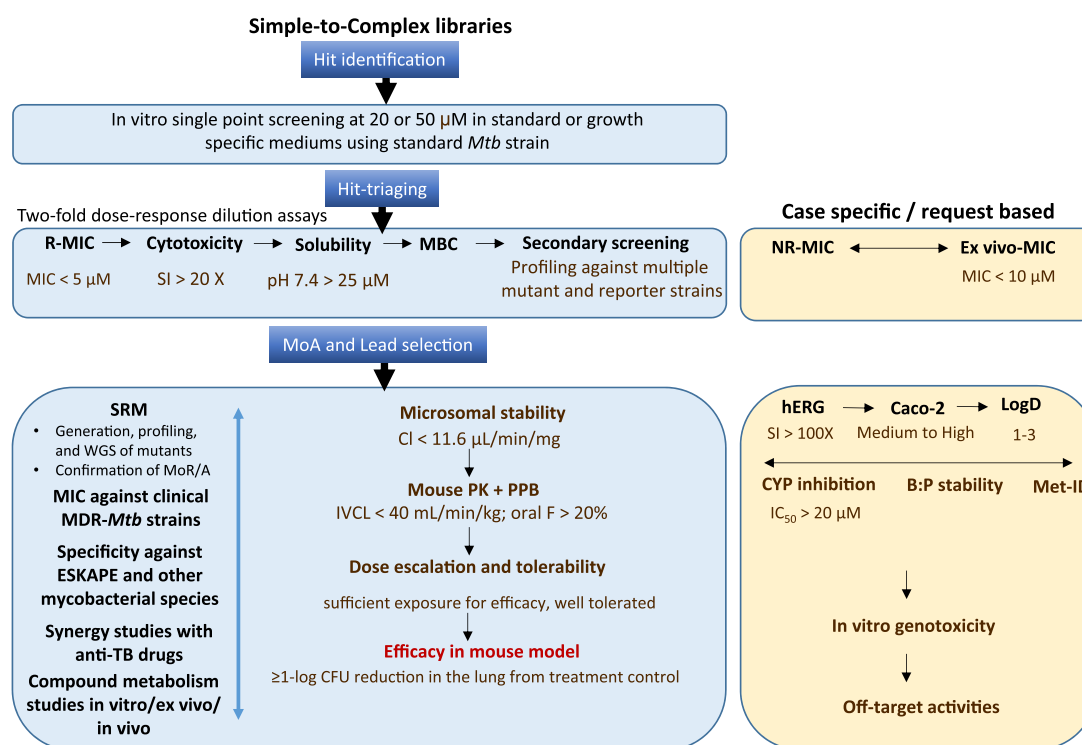 Simple-to-Complex libraries
Hit identification
In vitro single point screening at 20 or 50 µM in standard or growth
specific mediums using standard Mtb strain
Hit-triaging
Two-fold dose-response dilution assays
R-MIC
Cytotoxicity
Solubility
MBC
Secondary screening
MIC < 5 µM
SI > 20 X
pH 7.4 > 25 µM
Profiling against multiple
mutant and reporter strains
Case specific / request based
NR-MIC
Ex vivo-MIC
MIC < 10 µM
MoA and Lead selection
SRM
• Generation, profiling,
and WGS of mutants
• Confirmation of MoR/A
MIC against clinical
MDR-Mtb strains
Specificity against
ESKAPE and other
mycobacterial species
Synergy studies with
anti-TB drugs
Compound metabolism
studies in vitro/ex vivo/
in vivo
Microsomal stability
Cl < 11.6 µL/min/mg
Mouse PK + PPB
IVCL < 40 mL/min/kg; oral F > 20%
Dose escalation and tolerability
sufficient exposure for efficacy, well tolerated
Efficacy in mouse model
≥1-log CFU reduction in the lung from treatment control
hERG
Caco-2
LogD
SI > 100X
Medium to High
1-3
CYP inhibition
B:P stability
Met-ID
IC50 > 20 µM
In vitro genotoxicity
Off-target activities